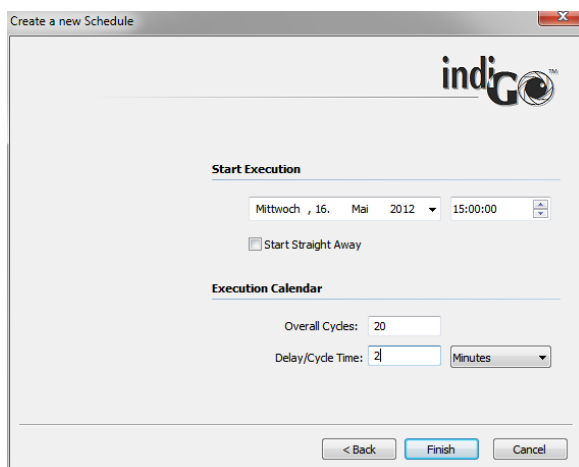 Create a new Schedule
indiGo™
Start Execution
Mittwoch , 16. Mai 2012 15:00:00
Start Straight Away
Execution Calendar
Overall Cycles: 20
Delay/Cycle Time: 2 Minutes
< Back Finish Cancel